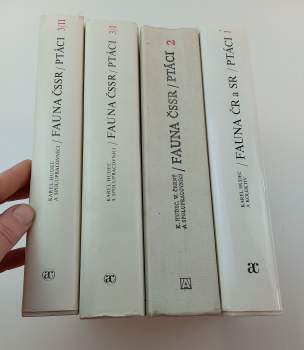 KAREL HUDEC
A SPOLUPRACOVNÍCI
FAUNA ČSSR / PTÁCI 3/II
KAREL HUDEC
A SPOLUPRACOVNÍCI
FAUNA ČSSR / PTÁCI 3/I
K. HUDEC, W. ČERNÝ
A SPOLUPRACOVNÍCI
FAUNA ČSSR / PTÁCI 2
A
KAREL HUDEC
A KOLEKTIV
FAUNA ČR a SR / PTÁCI 1